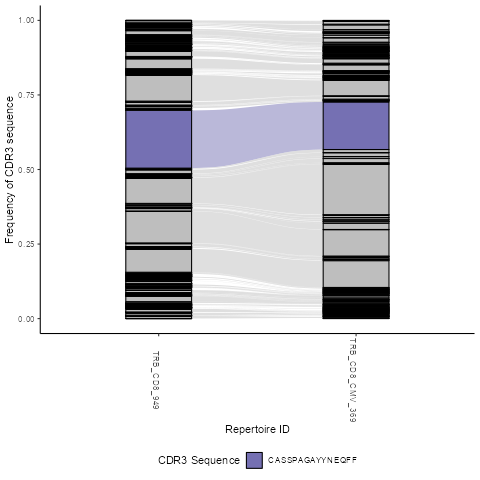 Frequency of CDR3 sequence
1.00
0.75
0.50
0.25
0.00
TRB_CD8_949
TRB_CD8_CMV_369
Repertoire ID
CDR3 Sequence
CASSPAGAYYNEQFF